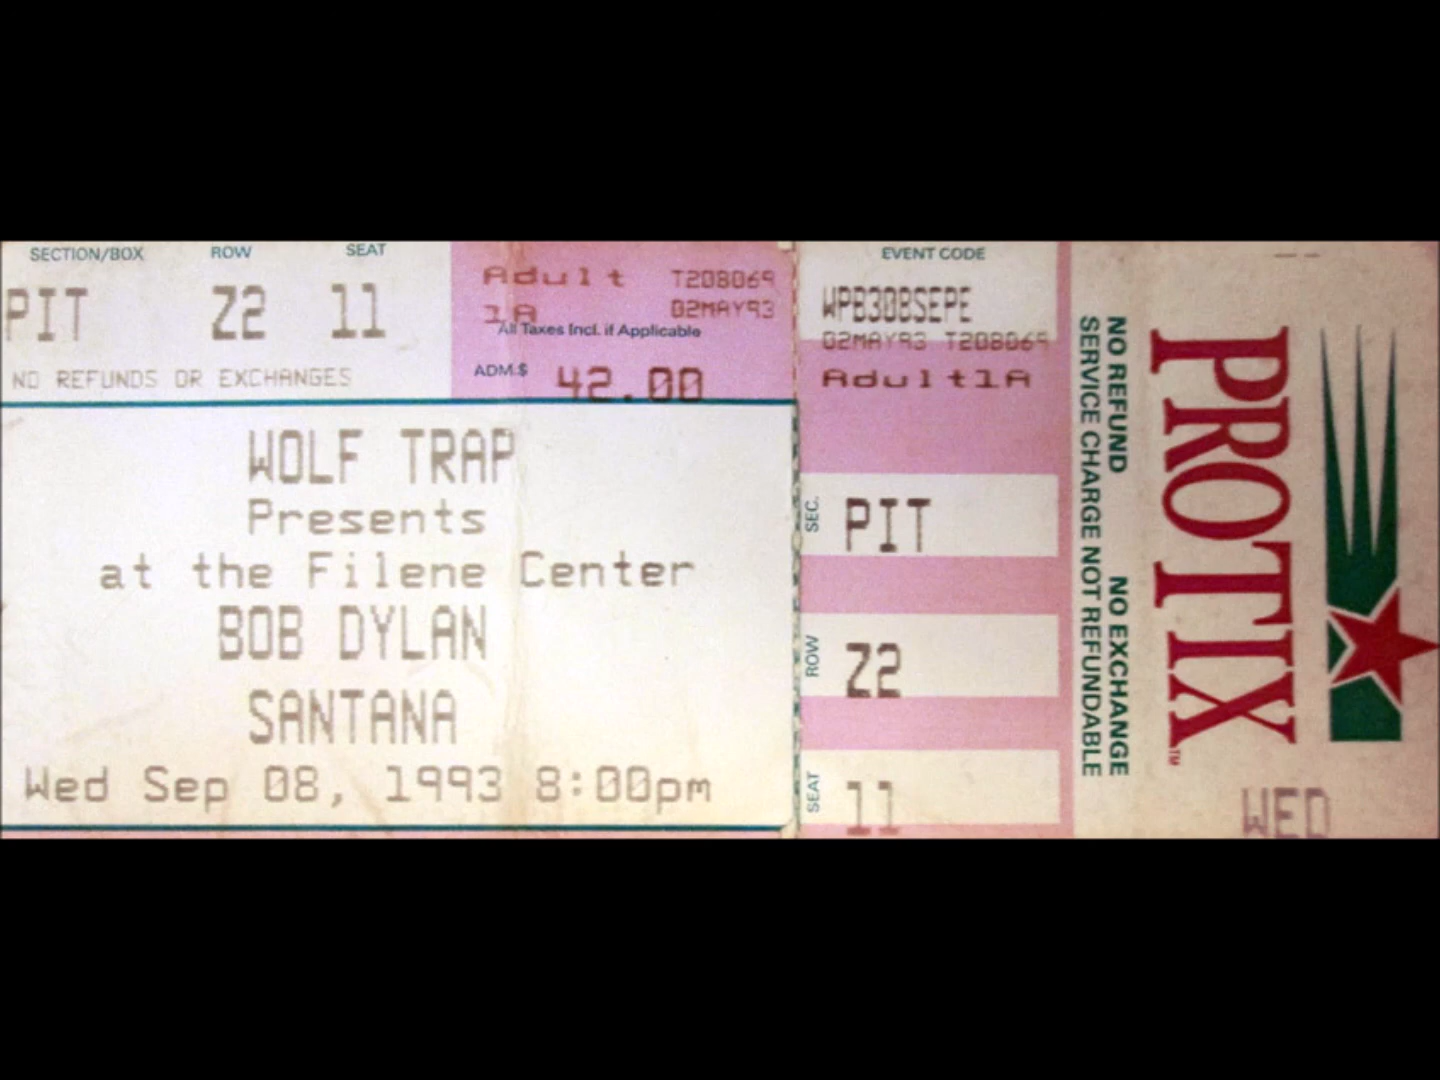 SECTION/BOX ROW SEAT
PIT Z2 11
NO REFUNDS OR EXCHANGES
Adult T208069
1A 02MAY93
All Taxes Incl. if Applicable
ADM.$ 42.00
WOLF TRAP
Presents
at the Filene Center
BOB DYLAN
SANTANA
Wed Sep 08, 1993 8:00pm
EVENT CODE
WPB308SEPE
02MAY93 T208069
Adult1A
SEC. PIT
ROW Z2
SEAT 11
NO REFUND NO EXCHANGE
SERVICE CHARGE NOT REFUNDABLE
PROTIX™
WED